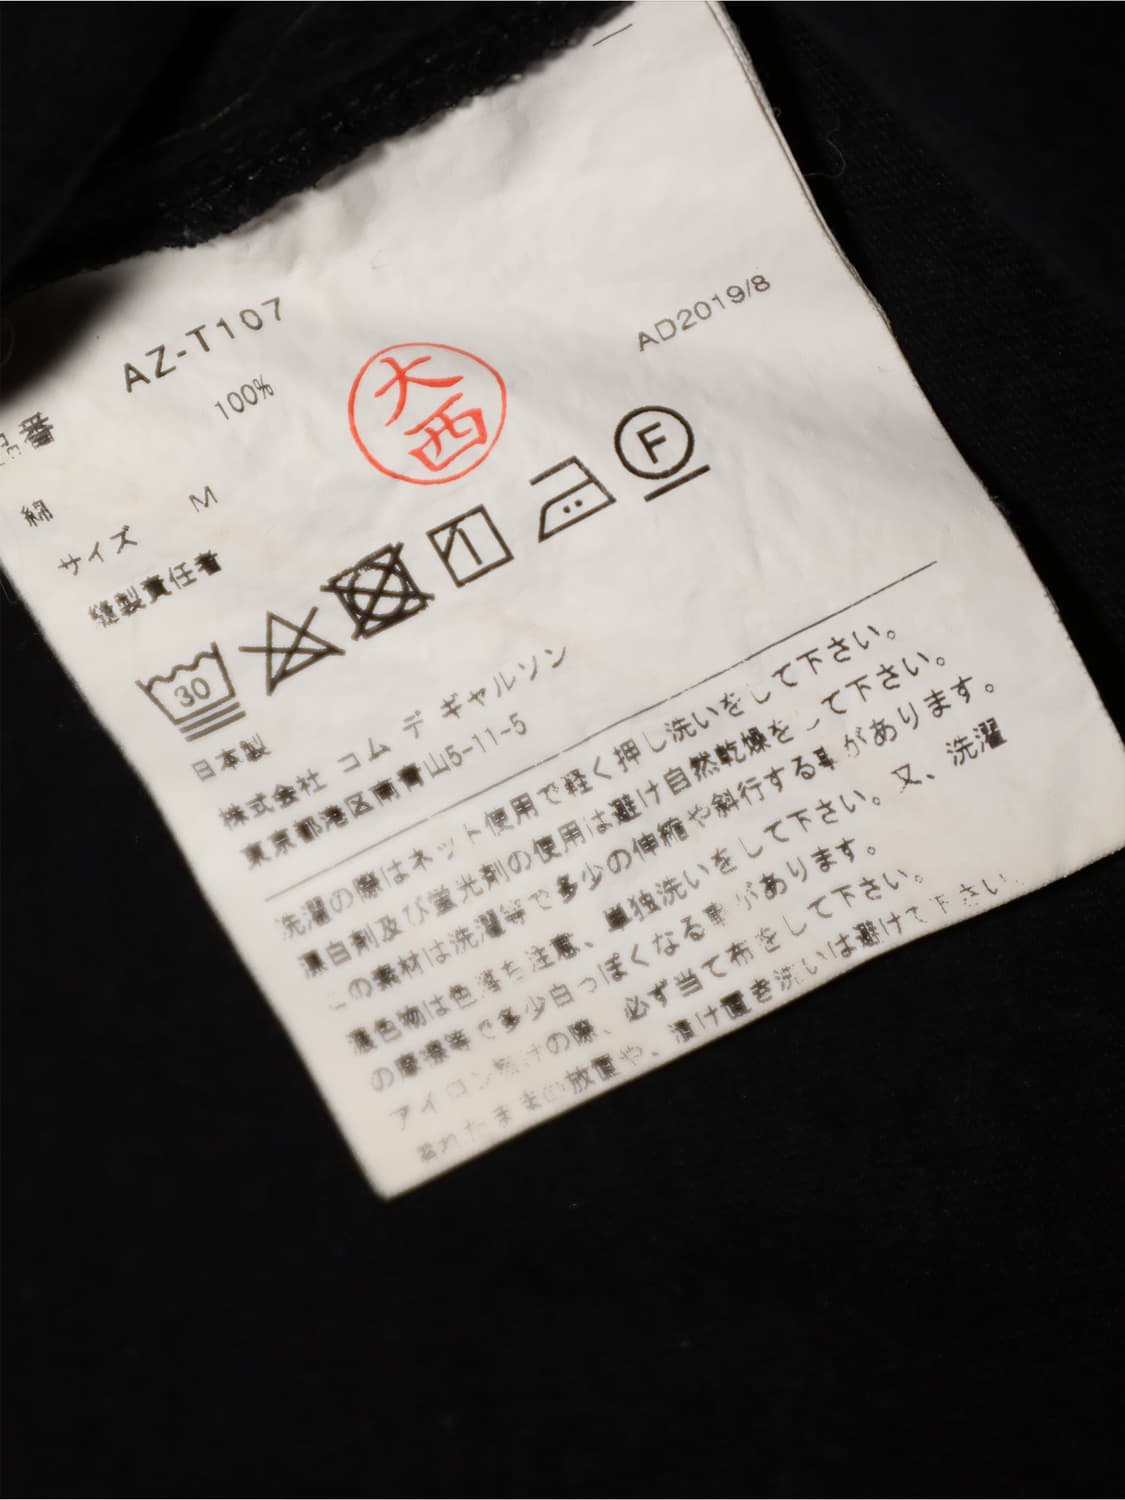 品番 AZ-T107
綿 100%
AD2019/8
サイズ M
縫製責任者 大西
30
F
日本製
株式会社 コム デ ギャルソン
東京都港区南青山5-11-5
洗濯の際はネット使用で軽く押し洗いをして下さい。
漂白剤及び蛍光剤の使用は避け自然乾燥をして下さい。
この素材は洗濯等で多少の伸縮や斜行する事があります。
濃色物は色落ち注意、単独洗いをして下さい。又、洗濯
の摩擦等で多少白っぽくなる事があります。
アイロン掛けの際、必ず当て布をして下さい。
濡れたままの放置や、漬け置き洗いは避けて下さい。